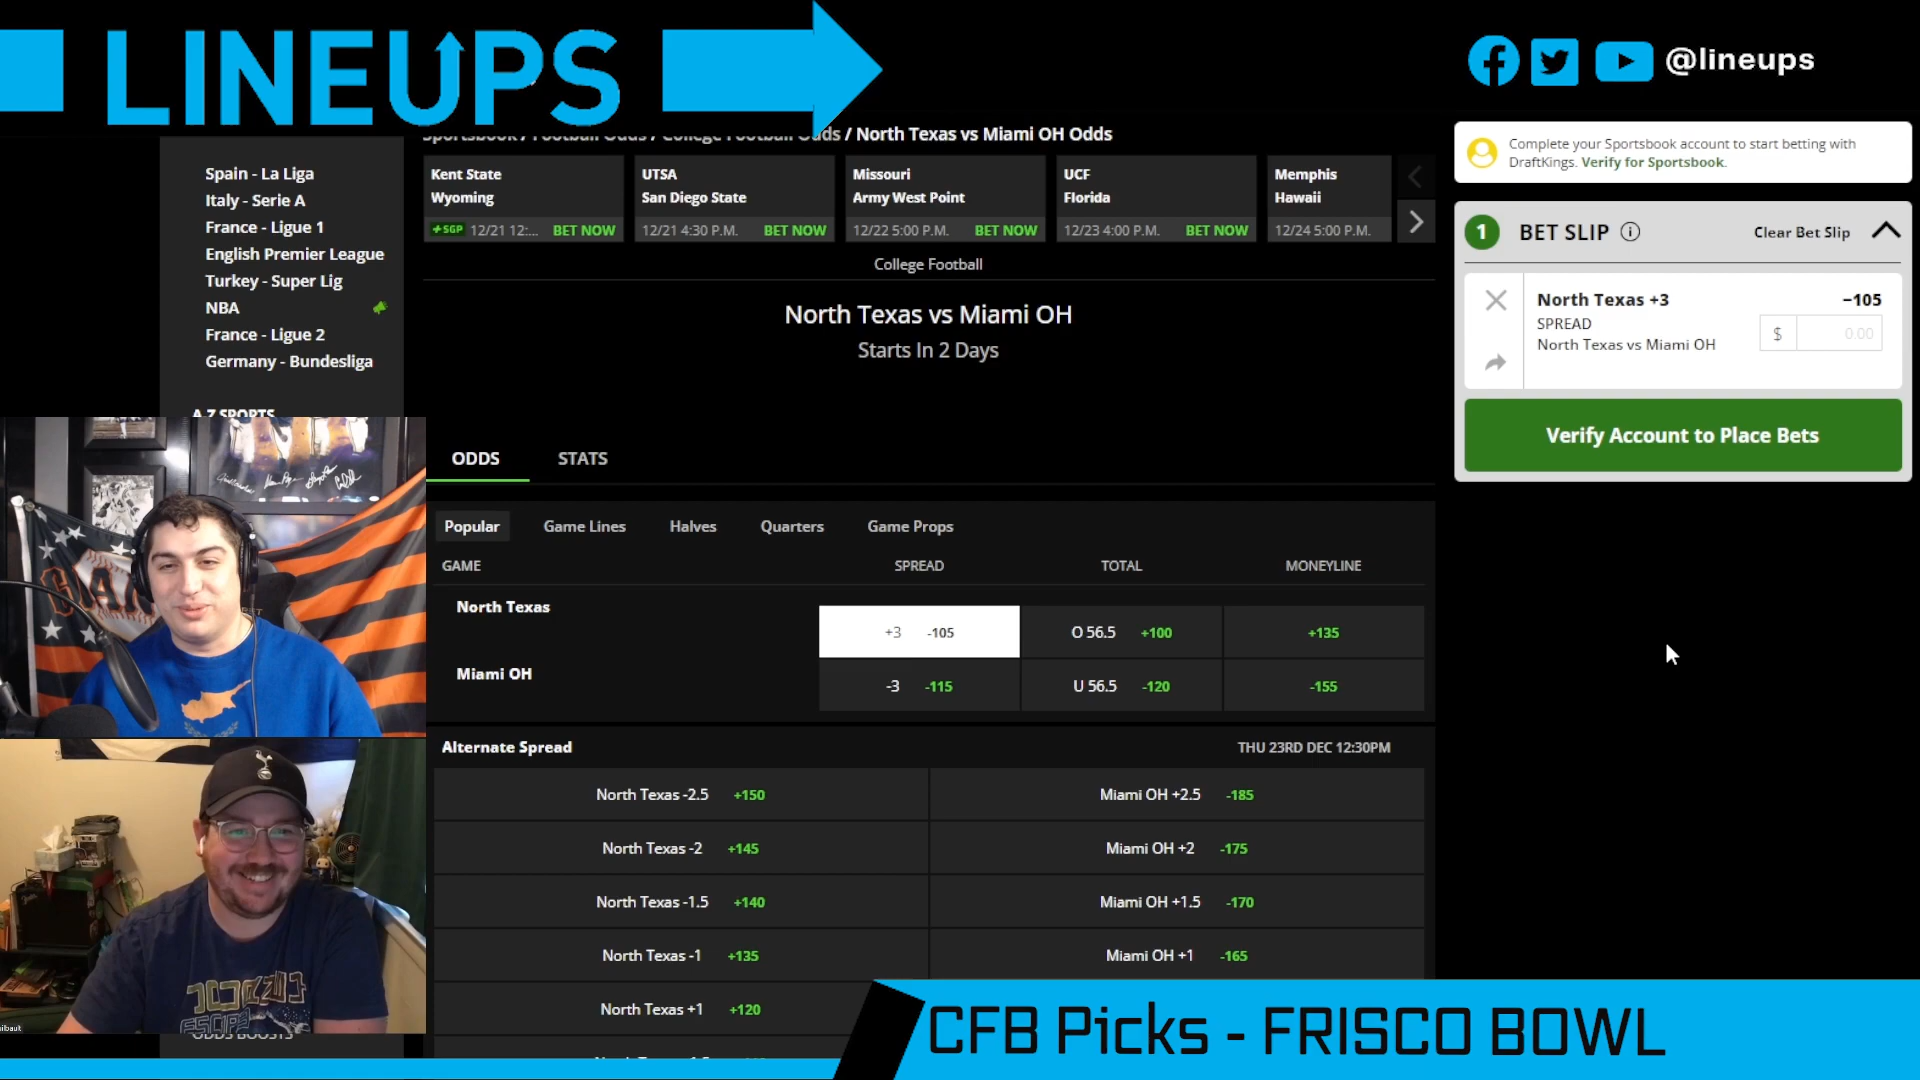 LINEUPS
@lineups
Sportsbook / Football Odds / College Football Odds / North Texas vs Miami OH Odds
Spain - La Liga
Italy - Serie A
France - Ligue 1
English Premier League
Turkey - Super Lig
NBA
France - Ligue 2
Germany - Bundesliga
A-Z SPORTS
Kent State
Wyoming
+SGP 12/21 12:... BET NOW
UTSA
San Diego State
12/21 4:30 P.M. BET NOW
Missouri
Army West Point
12/22 5:00 P.M. BET NOW
UCF
Florida
12/23 4:00 P.M. BET NOW
Memphis
Hawaii
12/24 5:00 P.M.
College Football
North Texas vs Miami OH
Starts In 2 Days
Complete your Sportsbook account to start betting with
DraftKings. Verify for Sportsbook.
1 BET SLIP Clear Bet Slip
North Texas +3 −105
SPREAD
North Texas vs Miami OH
$ 0.00
Verify Account to Place Bets
ODDS STATS
Popular Game Lines Halves Quarters Game Props
GAME SPREAD TOTAL MONEYLINE
North Texas
+3 -105 O 56.5 +100 +135
Miami OH
-3 -115 U 56.5 -120 -155
Alternate Spread THU 23RD DEC 12:30PM
North Texas -2.5 +150 Miami OH +2.5 -185
North Texas -2 +145 Miami OH +2 -175
North Texas -1.5 +140 Miami OH +1.5 -170
North Texas -1 +135 Miami OH +1 -165
North Texas +1 +120
ODDS BOOSTS
CFB Picks - FRISCO BOWL